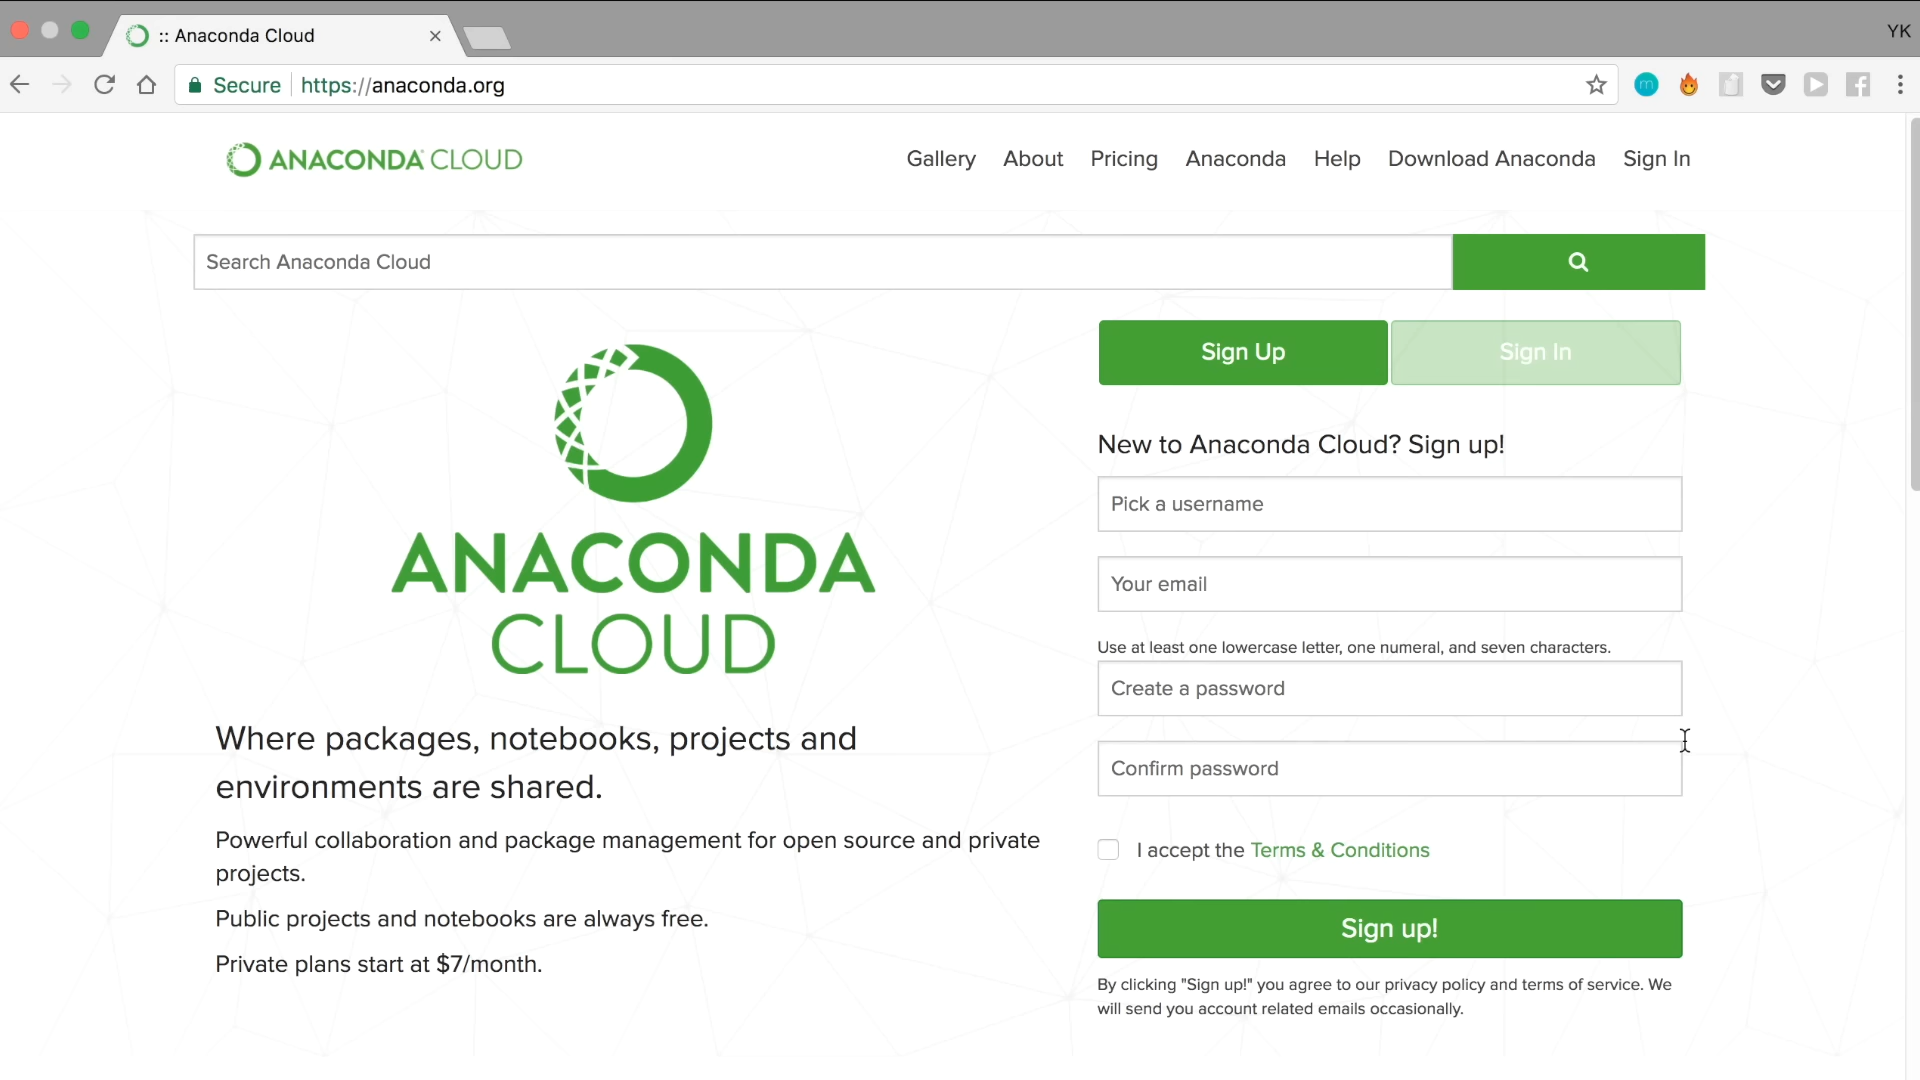 :: Anaconda Cloud
YK
Secure
https://anaconda.org
ANACONDA CLOUD
Gallery
About
Pricing
Anaconda
Help
Download Anaconda
Sign In
Search Anaconda Cloud
Sign Up
Sign In
ANACONDA
CLOUD
Where packages, notebooks, projects and
environments are shared.
Powerful collaboration and package management for open source and private
projects.
Public projects and notebooks are always free.
Private plans start at $7/month.
New to Anaconda Cloud? Sign up!
Pick a username
Your email
Use at least one lowercase letter, one numeral, and seven characters.
Create a password
Confirm password
I accept the Terms & Conditions
Sign up!
By clicking "Sign up!" you agree to our privacy policy and terms of service. We
will send you account related emails occasionally.